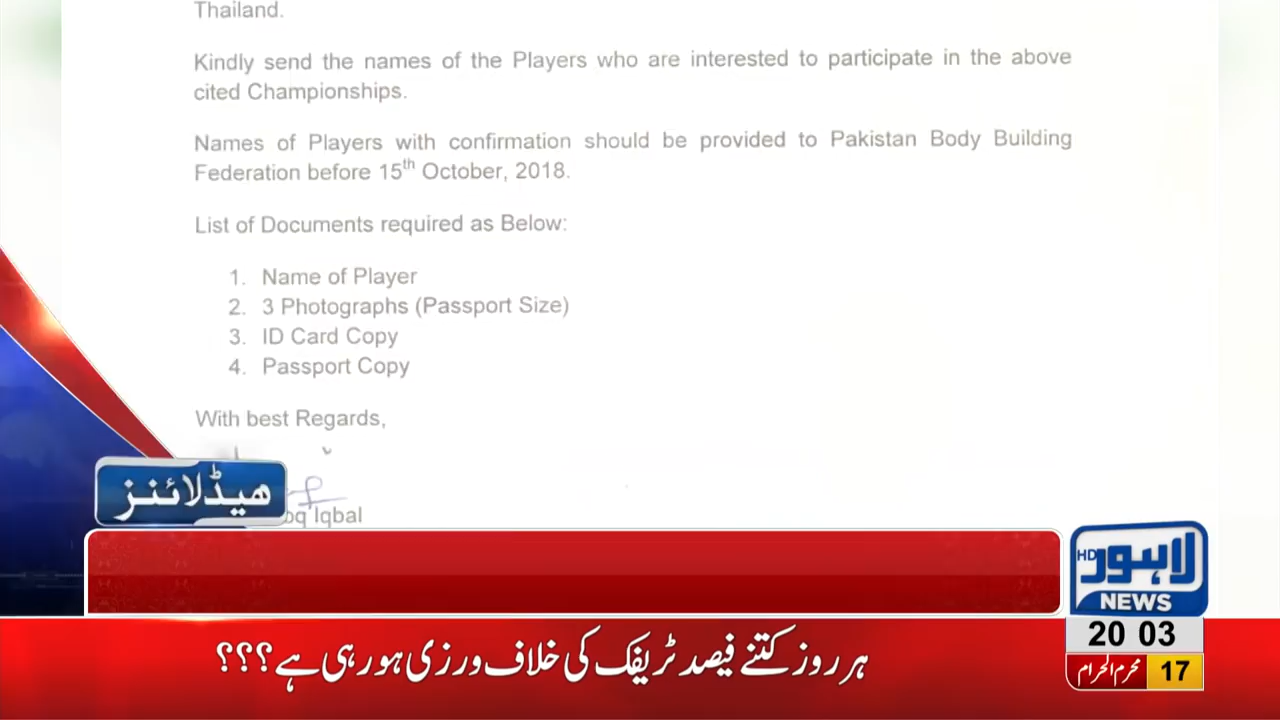 Thailand.
Kindly send the names of the Players who are interested to participate in the above
cited Championships.
Names of Players with confirmation should be provided to Pakistan Body Building
Federation before 15th October, 2018.
List of Documents required as Below:
1. Name of Player
2. 3 Photographs (Passport Size)
3. ID Card Copy
4. Passport Copy
With best Regards,
ھیڈلائنز
Iqbal
HD لاہور
NEWS
20 03
17 محرم الحرام
ہر روز کتنے فیصد ٹریفک کی خلاف ورزی ہو رہی ہے ؟؟؟